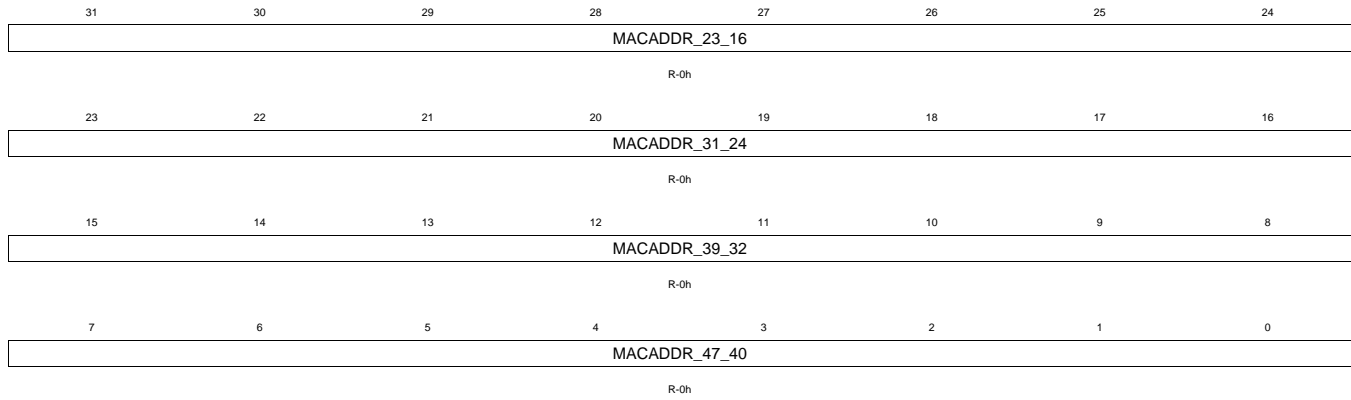 31 30 29 28 27 26 25 24
MACADDR_23_16
R-0h
23 22 21 20 19 18 17 16
MACADDR_31_24
R-0h
15 14 13 12 11 10 9 8
MACADDR_39_32
R-0h
7 6 5 4 3 2 1 0
MACADDR_47_40
R-0h